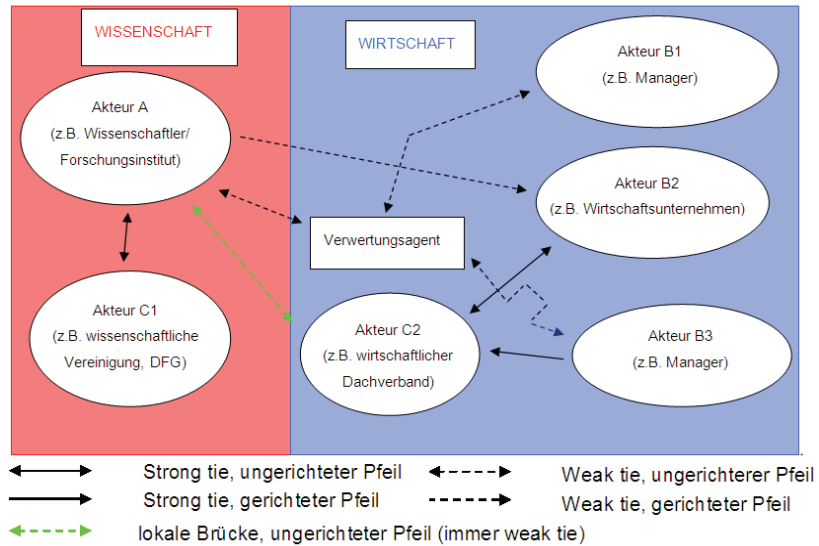 WISSENSCHAFT
WIRTSCHAFT
Akteur A
(z.B. Wissenschaftler/
Forschungsinstitut)
Akteur B1
(z.B. Manager)
Akteur B2
(z.B. Wirtschaftsunternehmen)
Verwertungsagent
Akteur C1
(z.B. wissenschaftliche
Vereinigung, DFG)
Akteur C2
(z.B. wirtschaftlicher
Dachverband)
Akteur B3
(z.B. Manager)
Strong tie, ungerichteter Pfeil
Weak tie, ungerichterer Pfeil
Strong tie, gerichteter Pfeil
Weak tie, gerichteter Pfeil
lokale Brücke, ungerichteter Pfeil (immer weak tie)